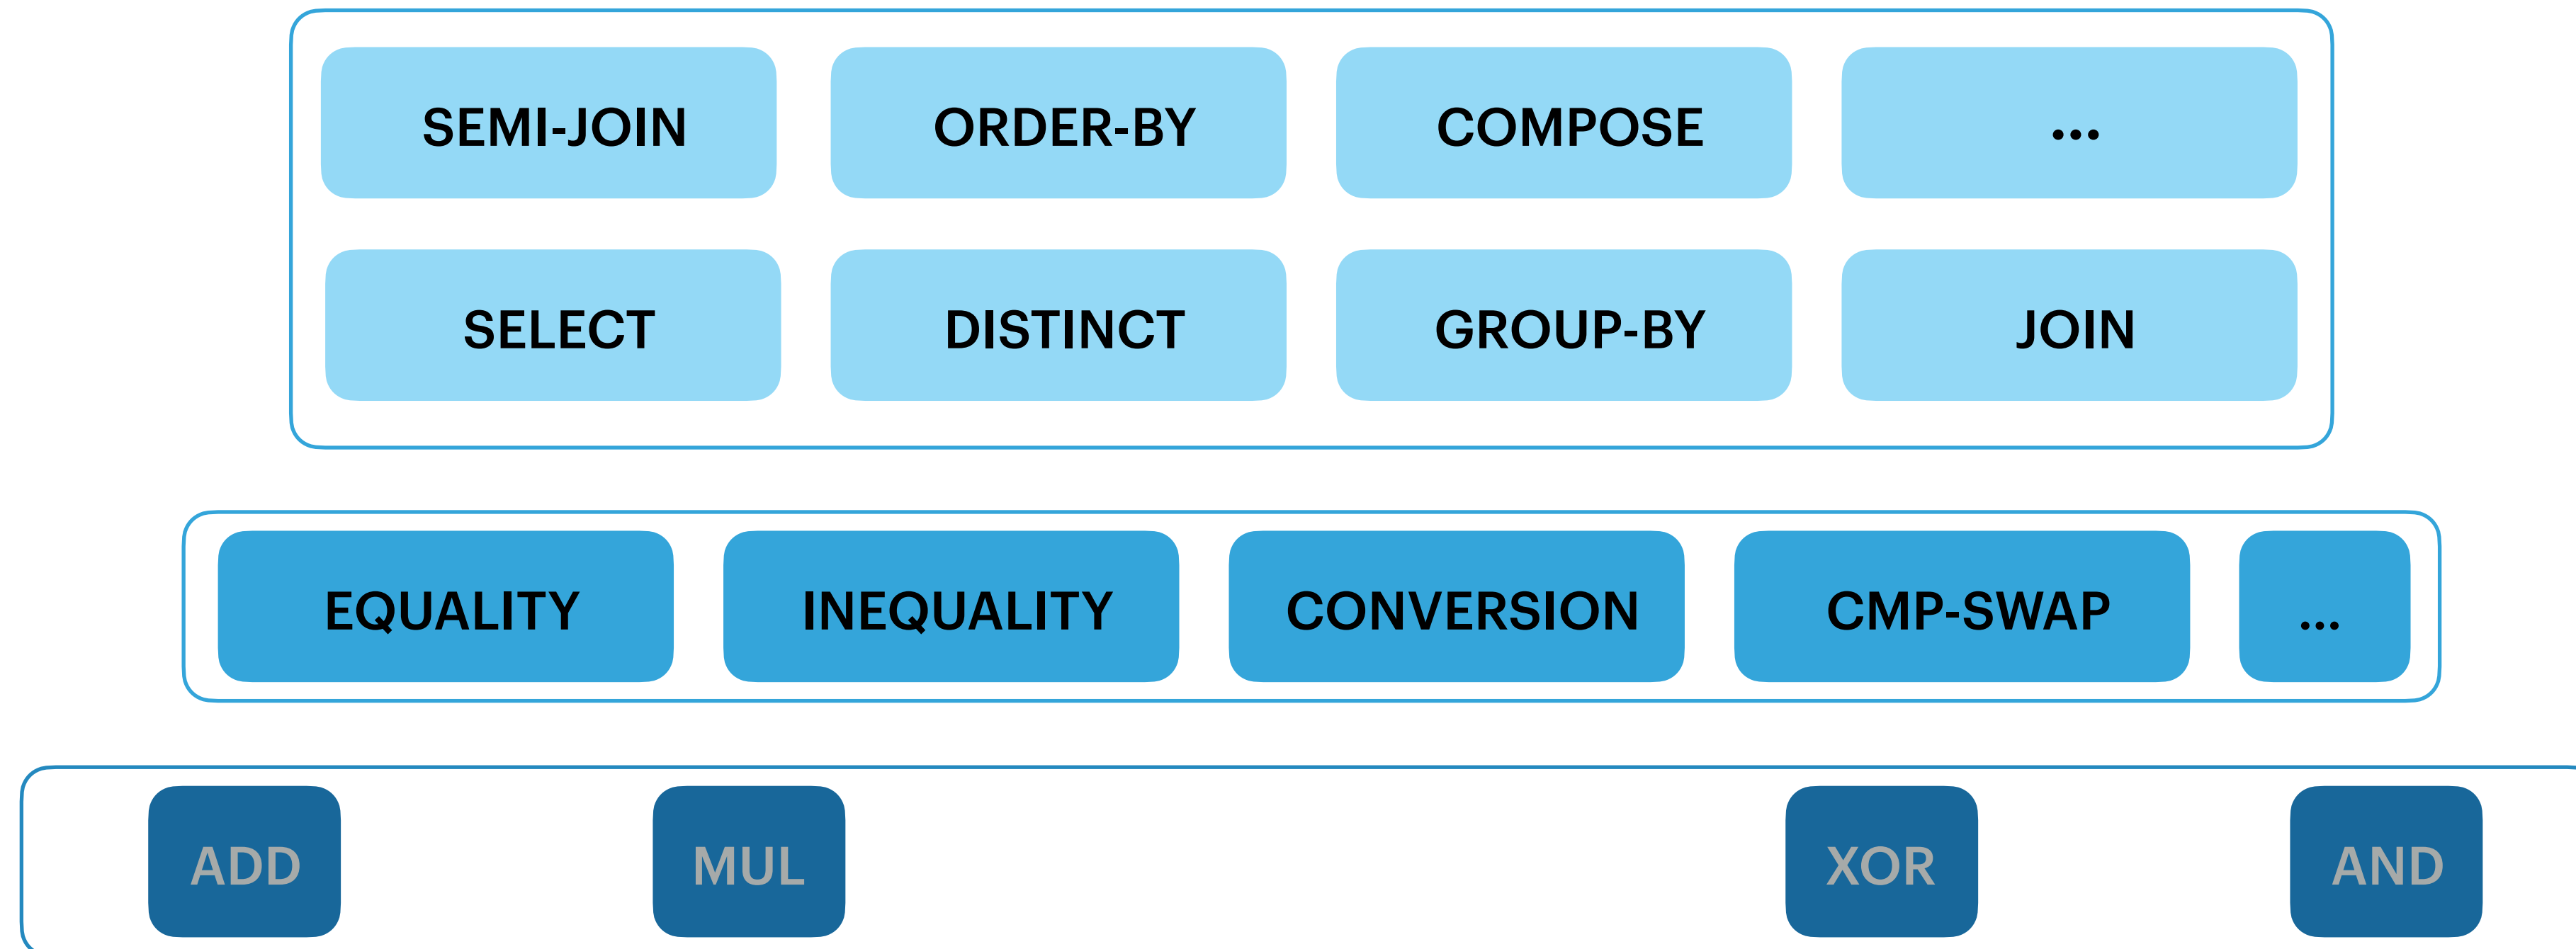 SEMI-JOIN ORDER-BY COMPOSE ...
SELECT DISTINCT GROUP-BY JOIN
EQUALITY INEQUALITY CONVERSION CMP-SWAP ...
ADD MUL XOR AND